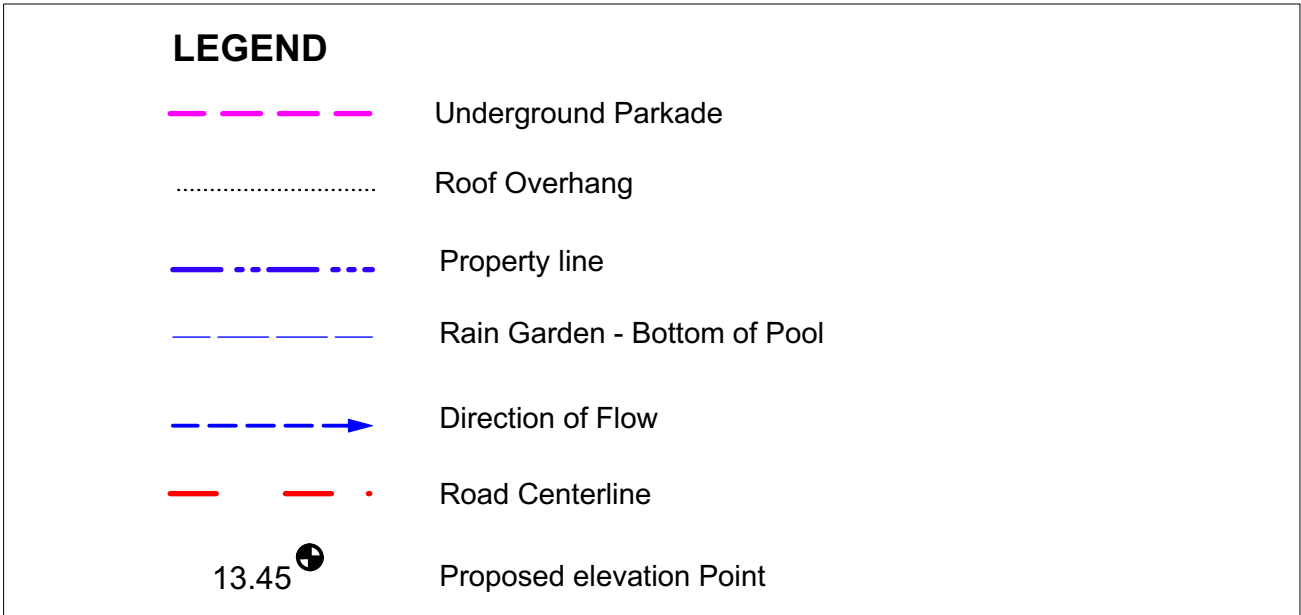 LEGEND
Underground Parkade
Roof Overhang
Property line
Rain Garden - Bottom of Pool
Direction of Flow
Road Centerline
13.45 Proposed elevation Point